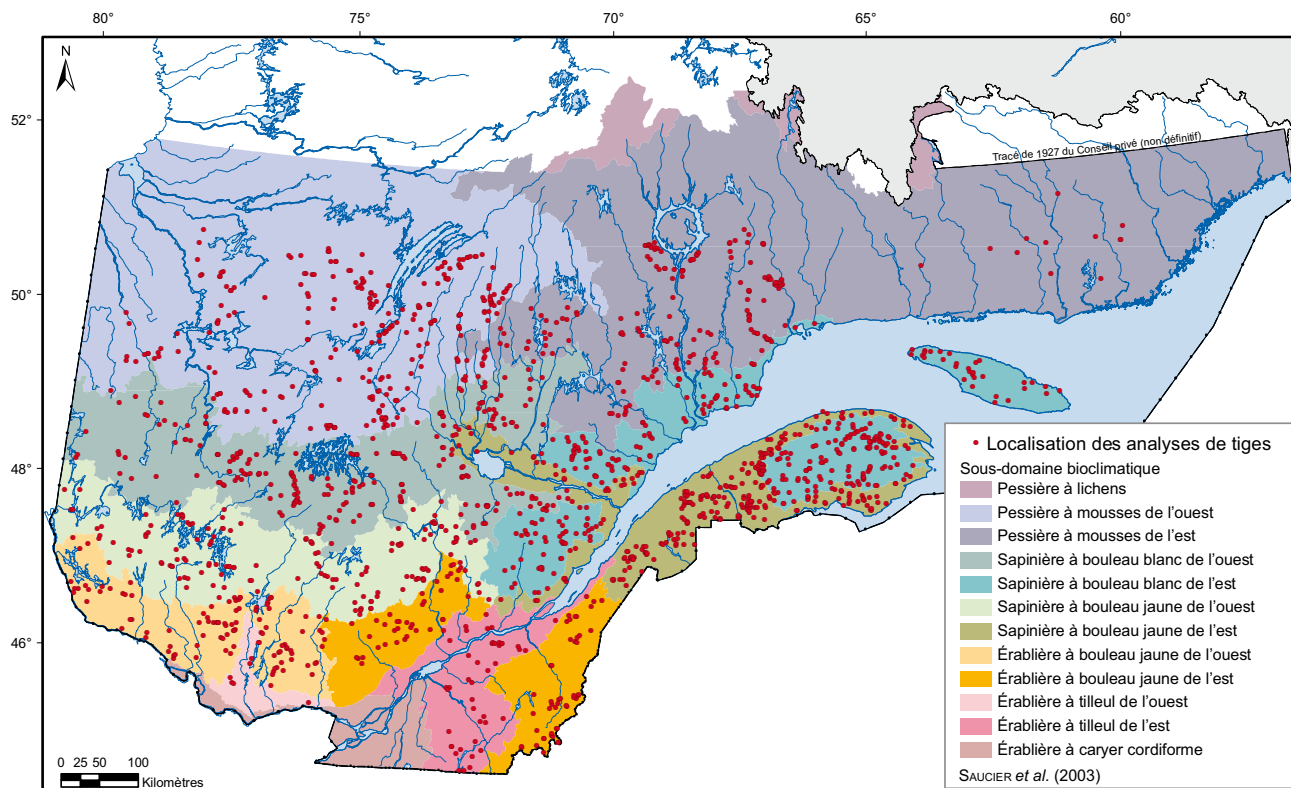 80°
75°
70°
65°
60°
N
52°
50°
48°
46°
Tracé de 1927 du Conseil privé (non définitif)
Localisation des analyses de tiges
Sous-domaine bioclimatique
Pessière à lichens
Pessière à mousses de l'ouest
Pessière à mousses de l'est
Sapinière à bouleau blanc de l'ouest
Sapinière à bouleau blanc de l'est
Sapinière à bouleau jaune de l'ouest
Sapinière à bouleau jaune de l'est
Érablière à bouleau jaune de l'ouest
Érablière à bouleau jaune de l'est
Érablière à tilleul de l'ouest
Érablière à tilleul de l'est
Érablière à caryer cordiforme
SAUCIER et al. (2003)
0 25 50 100
Kilomètres